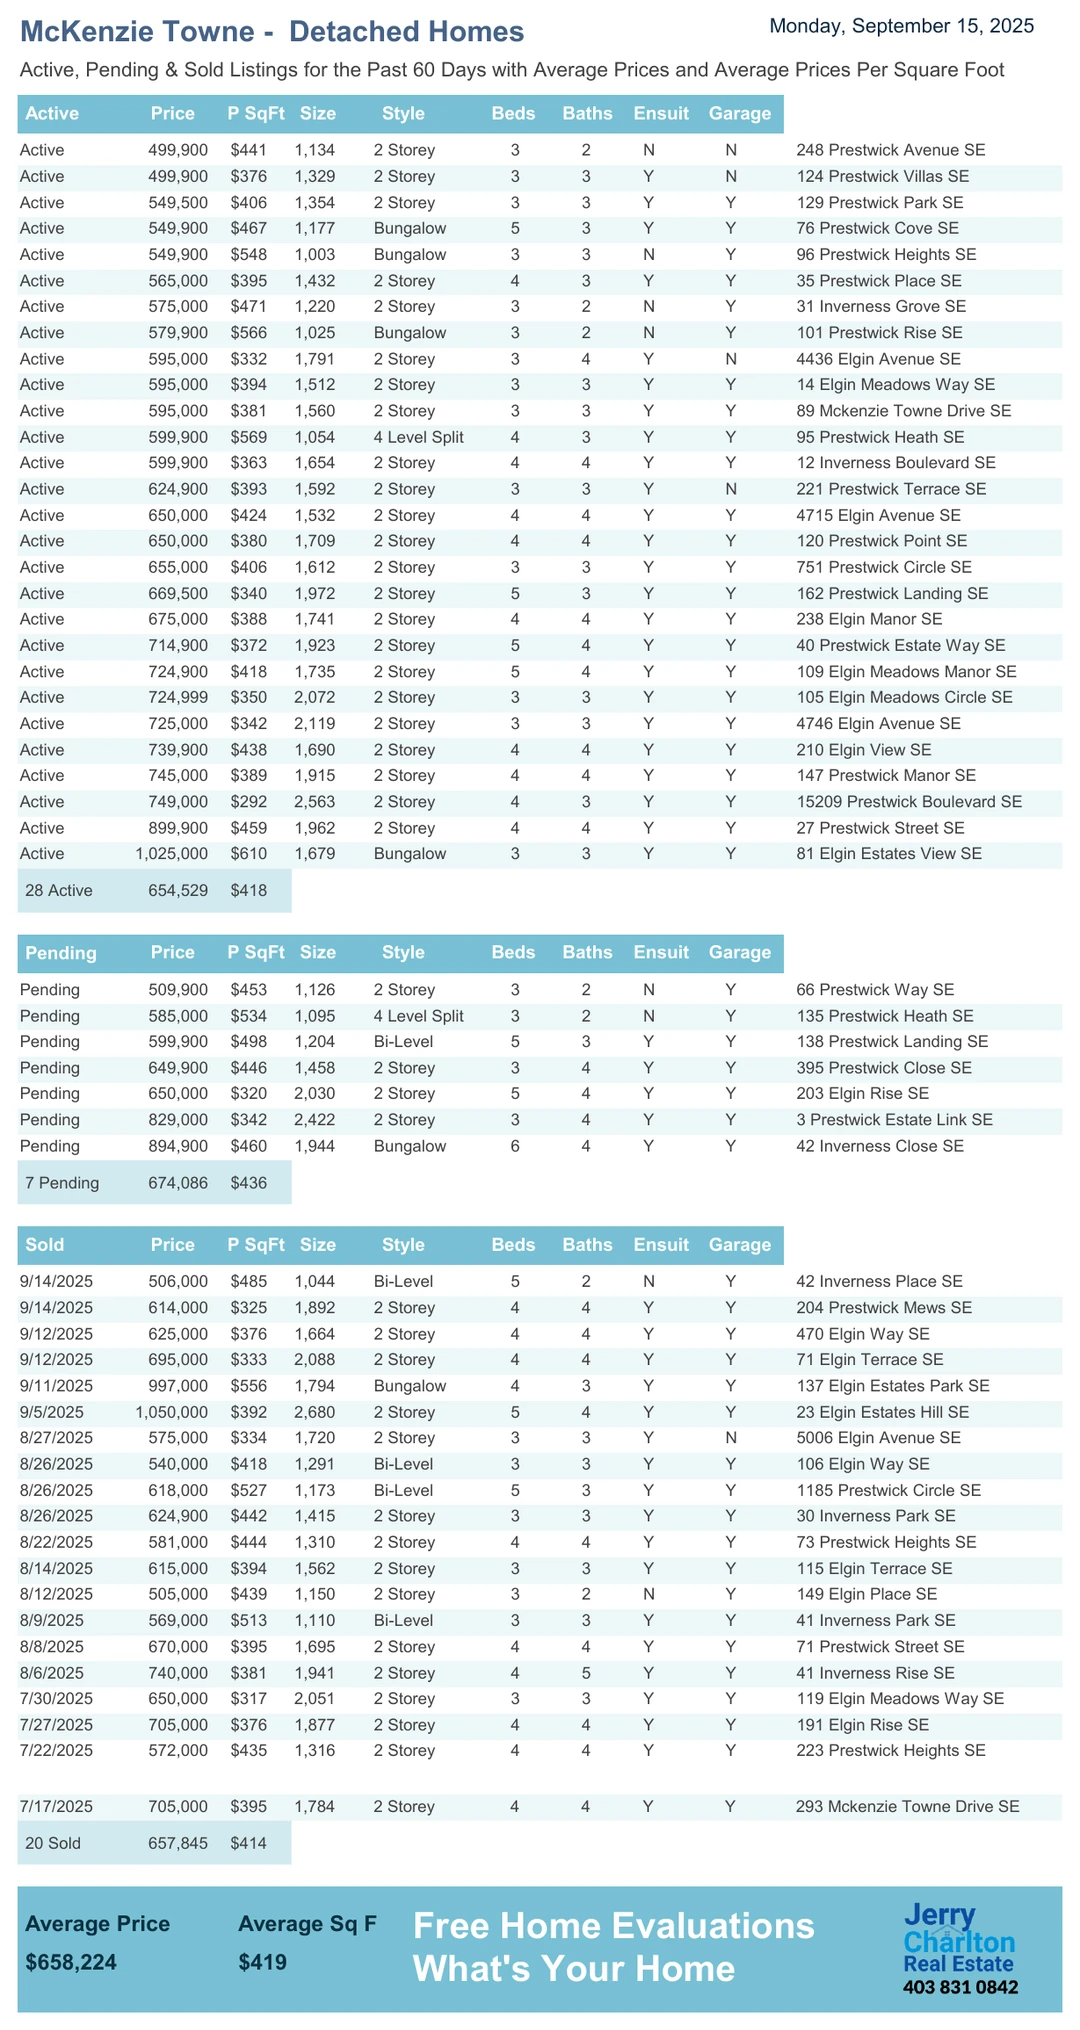 McKenzie Towne - Detached Homes
Monday, September 15, 2025
Active, Pending & Sold Listings for the Past 60 Days with Average Prices and Average Prices Per Square Foot
Active Price P SqFt Size Style Beds Baths Ensuit Garage
Active 499,900 $441 1,134 2 Storey 3 2 N N 248 Prestwick Avenue SE
Active 499,900 $376 1,329 2 Storey 3 3 Y N 124 Prestwick Villas SE
Active 549,500 $406 1,354 2 Storey 3 3 Y Y 129 Prestwick Park SE
Active 549,900 $467 1,177 Bungalow 5 3 Y Y 76 Prestwick Cove SE
Active 549,900 $548 1,003 Bungalow 3 3 N Y 96 Prestwick Heights SE
Active 565,000 $395 1,432 2 Storey 4 3 Y Y 35 Prestwick Place SE
Active 575,000 $471 1,220 2 Storey 3 2 N Y 31 Inverness Grove SE
Active 579,900 $566 1,025 Bungalow 3 2 N Y 101 Prestwick Rise SE
Active 595,000 $332 1,791 2 Storey 3 4 Y N 4436 Elgin Avenue SE
Active 595,000 $394 1,512 2 Storey 3 3 Y Y 14 Elgin Meadows Way SE
Active 595,000 $381 1,560 2 Storey 3 3 Y Y 89 Mckenzie Towne Drive SE
Active 599,900 $569 1,054 4 Level Split 4 3 Y Y 95 Prestwick Heath SE
Active 599,900 $363 1,654 2 Storey 4 4 Y Y 12 Inverness Boulevard SE
Active 624,900 $393 1,592 2 Storey 3 3 Y N 221 Prestwick Terrace SE
Active 650,000 $424 1,532 2 Storey 4 4 Y Y 4715 Elgin Avenue SE
Active 650,000 $380 1,709 2 Storey 4 4 Y Y 120 Prestwick Point SE
Active 655,000 $406 1,612 2 Storey 3 3 Y Y 751 Prestwick Circle SE
Active 669,500 $340 1,972 2 Storey 5 3 Y Y 162 Prestwick Landing SE
Active 675,000 $388 1,741 2 Storey 4 4 Y Y 238 Elgin Manor SE
Active 714,900 $372 1,923 2 Storey 5 4 Y Y 40 Prestwick Estate Way SE
Active 724,900 $418 1,735 2 Storey 5 4 Y Y 109 Elgin Meadows Manor SE
Active 724,999 $350 2,072 2 Storey 3 3 Y Y 105 Elgin Meadows Circle SE
Active 725,000 $342 2,119 2 Storey 3 3 Y Y 4746 Elgin Avenue SE
Active 739,900 $438 1,690 2 Storey 4 4 Y Y 210 Elgin View SE
Active 745,000 $389 1,915 2 Storey 4 4 Y Y 147 Prestwick Manor SE
Active 749,000 $292 2,563 2 Storey 4 3 Y Y 15209 Prestwick Boulevard SE
Active 899,900 $459 1,962 2 Storey 4 4 Y Y 27 Prestwick Street SE
Active 1,025,000 $610 1,679 Bungalow 3 3 Y Y 81 Elgin Estates View SE
28 Active 654,529 $418
Pending Price P SqFt Size Style Beds Baths Ensuit Garage
Pending 509,900 $453 1,126 2 Storey 3 2 N Y 66 Prestwick Way SE
Pending 585,000 $534 1,095 4 Level Split 3 2 N Y 135 Prestwick Heath SE
Pending 599,900 $498 1,204 Bi-Level 5 3 Y Y 138 Prestwick Landing SE
Pending 649,900 $446 1,458 2 Storey 3 4 Y Y 395 Prestwick Close SE
Pending 650,000 $320 2,030 2 Storey 5 4 Y Y 203 Elgin Rise SE
Pending 829,000 $342 2,422 2 Storey 3 4 Y Y 3 Prestwick Estate Link SE
Pending 894,900 $460 1,944 Bungalow 6 4 Y Y 42 Inverness Close SE
7 Pending 674,086 $436
Sold Price P SqFt Size Style Beds Baths Ensuit Garage
9/14/2025 506,000 $485 1,044 Bi-Level 5 2 N Y 42 Inverness Place SE
9/14/2025 614,000 $325 1,892 2 Storey 4 4 Y Y 204 Prestwick Mews SE
9/12/2025 625,000 $376 1,664 2 Storey 4 4 Y Y 470 Elgin Way SE
9/12/2025 695,000 $333 2,088 2 Storey 4 4 Y Y 71 Elgin Terrace SE
9/11/2025 997,000 $556 1,794 Bungalow 4 3 Y Y 137 Elgin Estates Park SE
9/5/2025 1,050,000 $392 2,680 2 Storey 5 4 Y Y 23 Elgin Estates Hill SE
8/27/2025 575,000 $334 1,720 2 Storey 3 3 Y N 5006 Elgin Avenue SE
8/26/2025 540,000 $418 1,291 Bi-Level 3 3 Y Y 106 Elgin Way SE
8/26/2025 618,000 $527 1,173 Bi-Level 5 3 Y Y 1185 Prestwick Circle SE
8/26/2025 624,900 $442 1,415 2 Storey 3 3 Y Y 30 Inverness Park SE
8/22/2025 581,000 $444 1,310 2 Storey 4 4 Y Y 73 Prestwick Heights SE
8/14/2025 615,000 $394 1,562 2 Storey 3 3 Y Y 115 Elgin Terrace SE
8/12/2025 505,000 $439 1,150 2 Storey 3 2 N Y 149 Elgin Place SE
8/9/2025 569,000 $513 1,110 Bi-Level 3 3 Y Y 41 Inverness Park SE
8/8/2025 670,000 $395 1,695 2 Storey 4 4 Y Y 71 Prestwick Street SE
8/6/2025 740,000 $381 1,941 2 Storey 4 5 Y Y 41 Inverness Rise SE
7/30/2025 650,000 $317 2,051 2 Storey 3 3 Y Y 119 Elgin Meadows Way SE
7/27/2025 705,000 $376 1,877 2 Storey 4 4 Y Y 191 Elgin Rise SE
7/22/2025 572,000 $435 1,316 2 Storey 4 4 Y Y 223 Prestwick Heights SE
7/17/2025 705,000 $395 1,784 2 Storey 4 4 Y Y 293 Mckenzie Towne Drive SE
20 Sold 657,845 $414
Average Price Average Sq F
$658,224 $419
Free Home Evaluations
What's Your Home
Jerry
Charlton
Real Estate
403 831 0842